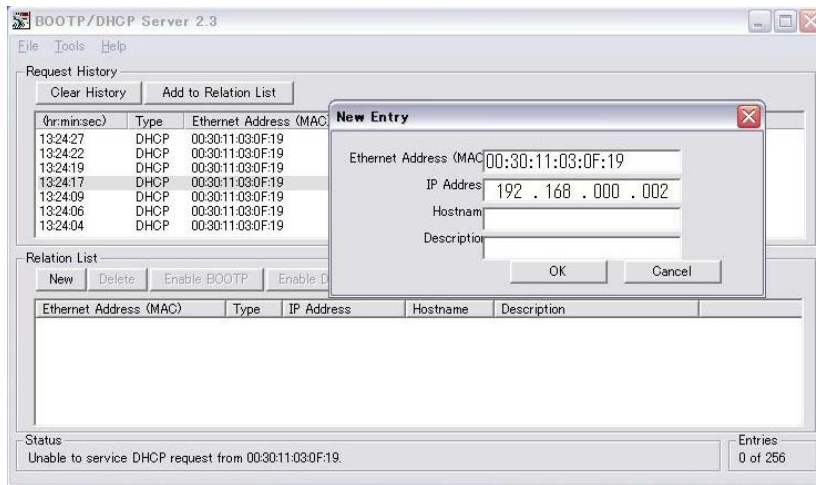 BOOTP/DHCP Server 2.3
File Tools Help
Request History
Clear History Add to Relation List
(hr:min:sec) Type Ethernet Address (MAC)
13:24:27 DHCP 00:30:11:03:0F:19
13:24:22 DHCP 00:30:11:03:0F:19
13:24:19 DHCP 00:30:11:03:0F:19
13:24:17 DHCP 00:30:11:03:0F:19
13:24:09 DHCP 00:30:11:03:0F:19
13:24:06 DHCP 00:30:11:03:0F:19
13:24:04 DHCP 00:30:11:03:0F:19
New Entry
Ethernet Address (MAC 00:30:11:03:0F:19
IP Addres 192 . 168 . 000 . 002
Hostnam
Descriptio
OK Cancel
Relation List
New Delete Enable BOOTP Enable D
Ethernet Address (MAC) Type IP Address Hostname Description
Status
Unable to service DHCP request from 00:30:11:03:0F:19.
Entries
0 of 256